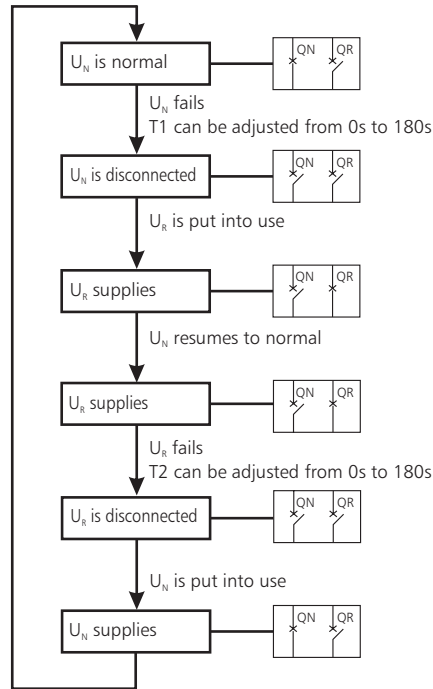 U_N is normal
QN QR
U_N fails
T1 can be adjusted from 0s to 180s
U_N is disconnected
QN QR
U_R is put into use
U_R supplies
QN QR
U_N resumes to normal
U_R supplies
QN QR
U_R fails
T2 can be adjusted from 0s to 180s
U_R is disconnected
QN QR
U_N is put into use
U_N supplies
QN QR